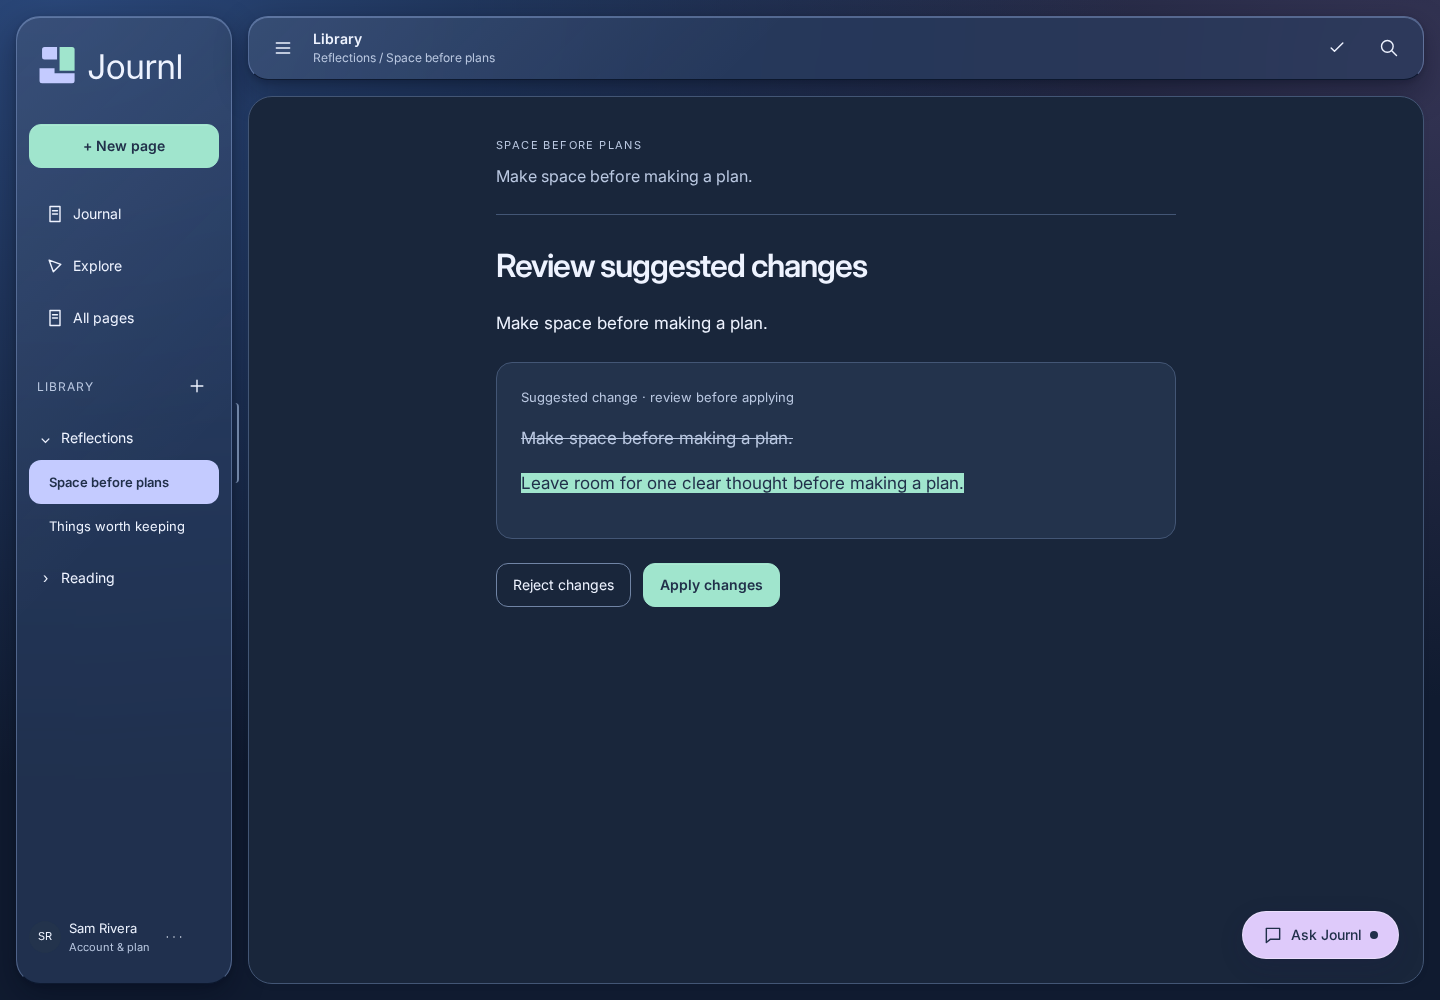 Journl
+ New page
Journal
Explore
All pages
LIBRARY
Reflections
Space before plans
Things worth keeping
Reading
SR
Sam Rivera
Account & plan
...
Library
Reflections / Space before plans
SPACE BEFORE PLANS
Make space before making a plan.
Review suggested changes
Make space before making a plan.
Suggested change · review before applying
Make space before making a plan.
Leave room for one clear thought before making a plan.
Reject changes
Apply changes
Ask Journl